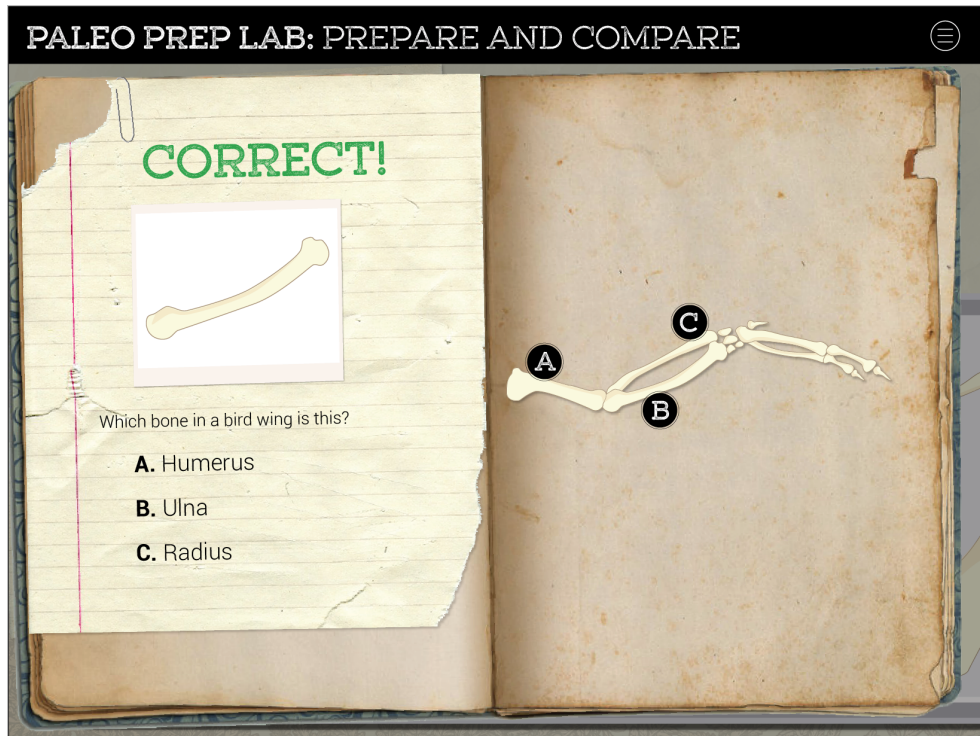 PALEO PREP LAB: PREPARE AND COMPARE
CORRECT!
Which bone in a bird wing is this?
A. Humerus
B. Ulna
C. Radius
A
C
B